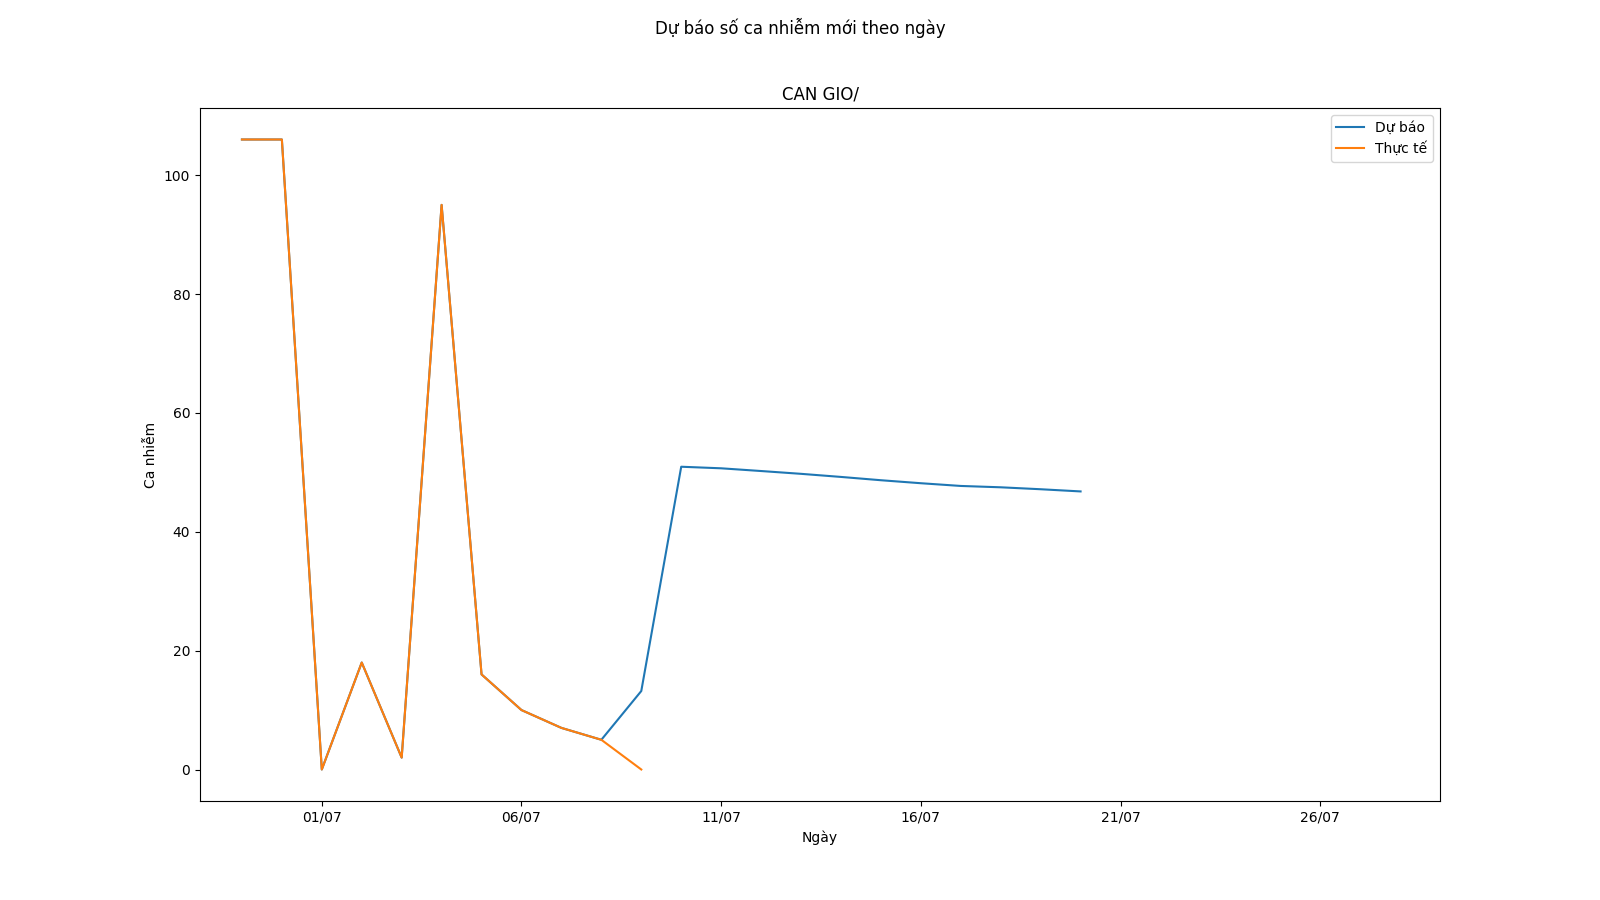 Dự báo số ca nhiễm mới theo ngày
CAN GIO/
Dự báo
Thực tế
100
80
60
40
20
0
Ca nhiễm
01/07 06/07 11/07 16/07 21/07 26/07
Ngày